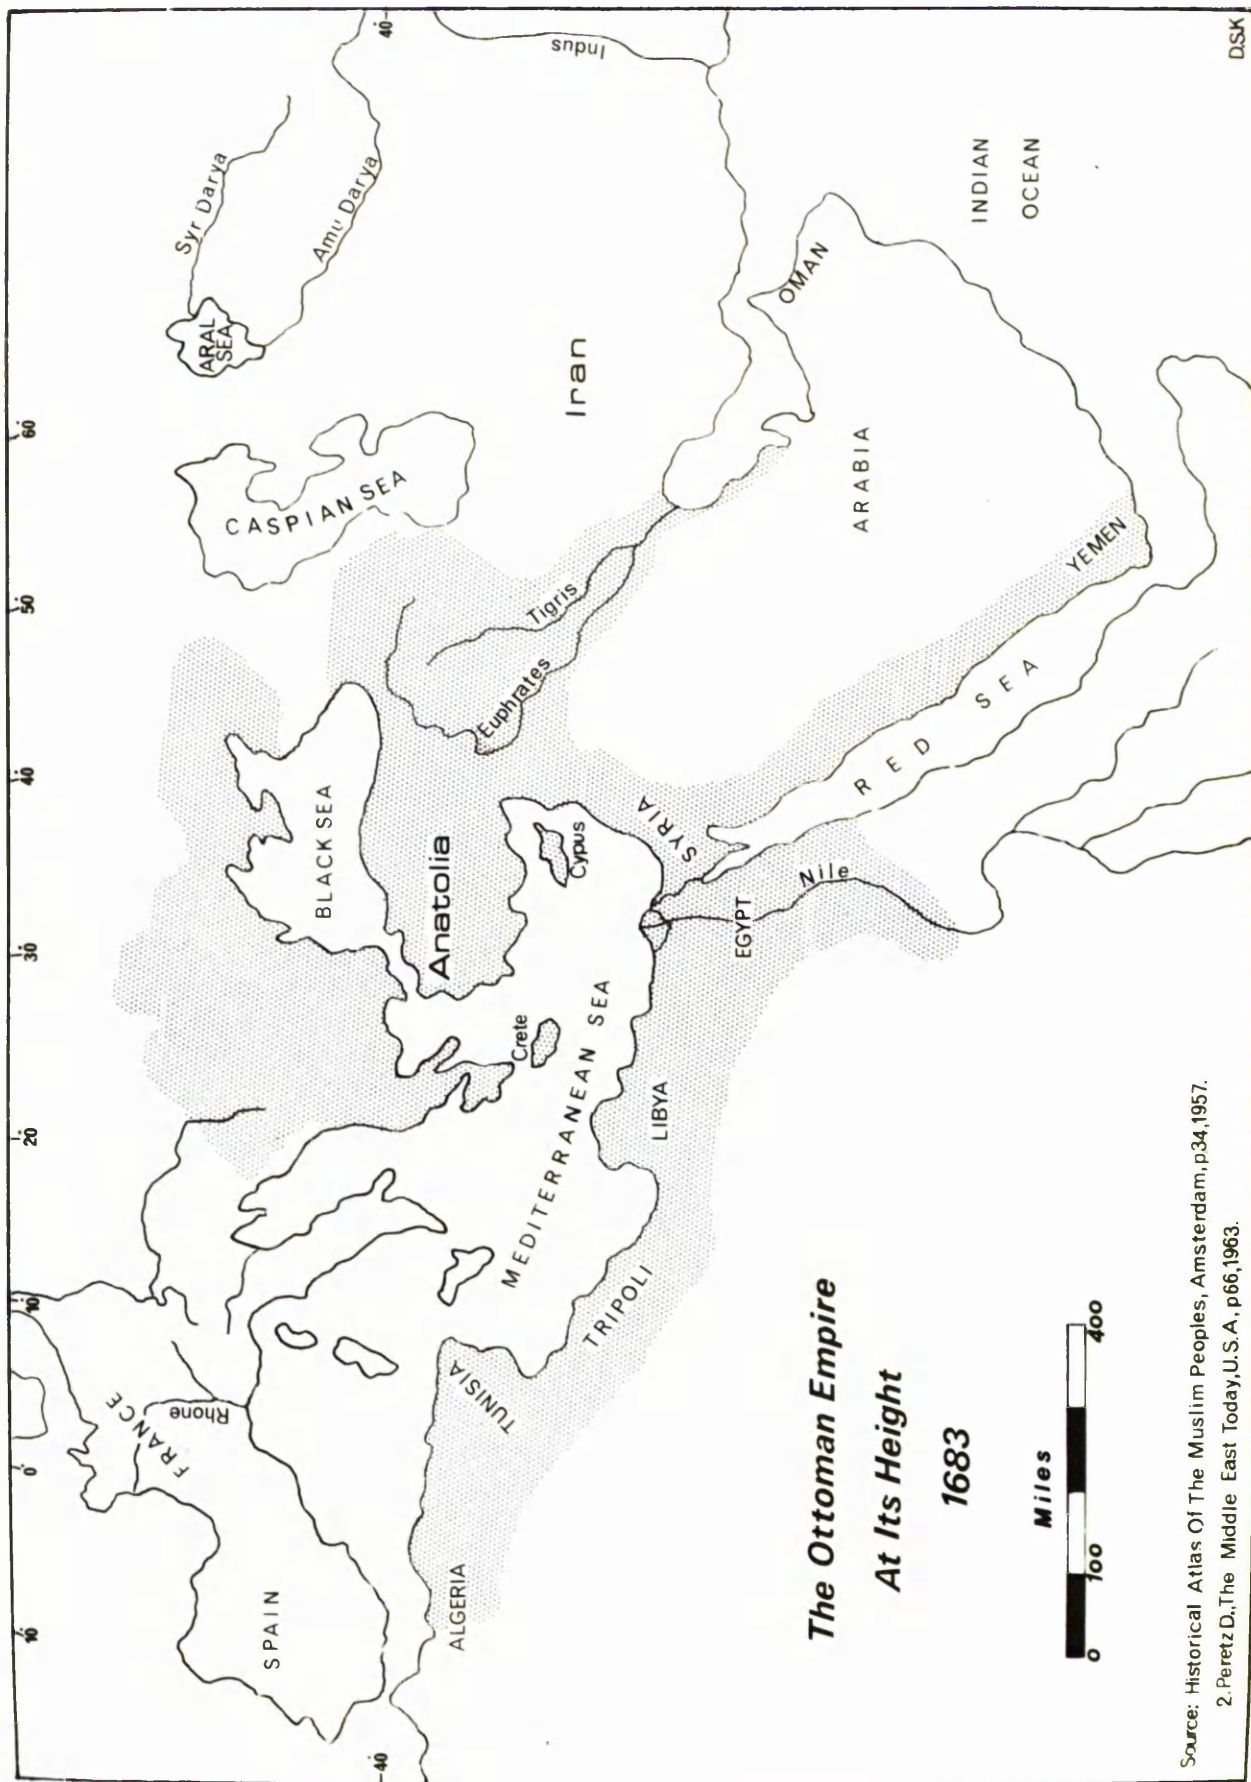 10
0
10
20
30
40
50
60
40
40
Syr Darya
Amu Darya
Indus
ARAL
SEA
CASPIAN SEA
Iran
OMAN
INDIAN
OCEAN
ARABIA
YEMEN
RED SEA
Tigris
Euphrates
BLACK SEA
Anatolia
Cypus
SYRIA
Nile
EGYPT
Crete
MEDITERRANEAN SEA
LIBYA
TRIPOLI
TUNISIA
ALGERIA
FRANCE
Rhone
SPAIN
The Ottoman Empire
At Its Height
1683
Miles
0 100 400
Source: Historical Atlas Of The Muslim Peoples, Amsterdam,p34,1957.
2.Peretz D.,The Middle East Today,U.S.A,p66,1963.
D.S.K